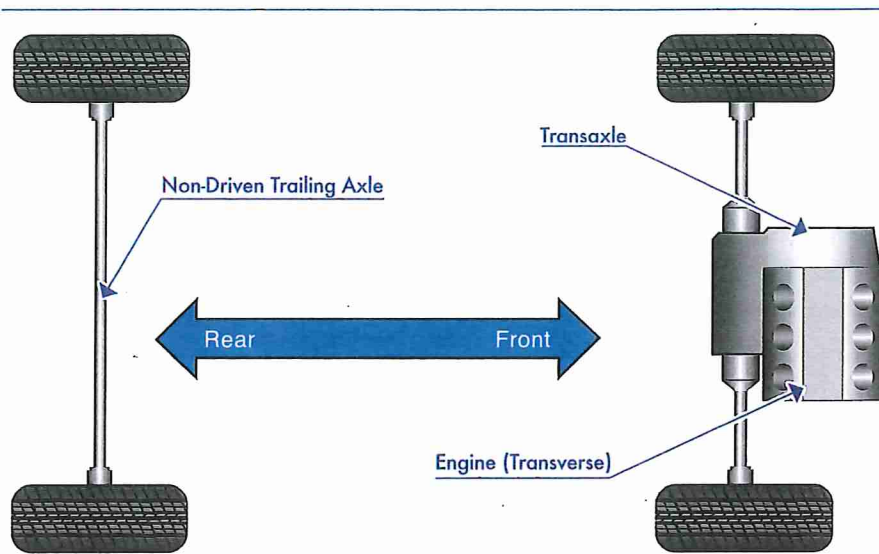 Transaxle
Non-Driven Trailing Axle
Rear
Front
Engine (Transverse)